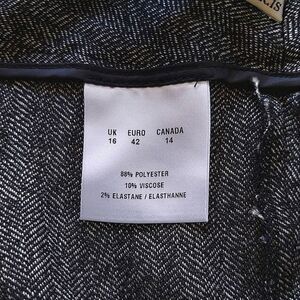 UK EURO CANADA
16 42 14
88% POLYESTER
10% VISCOSE
2% ELASTANE / ELASTHANNE